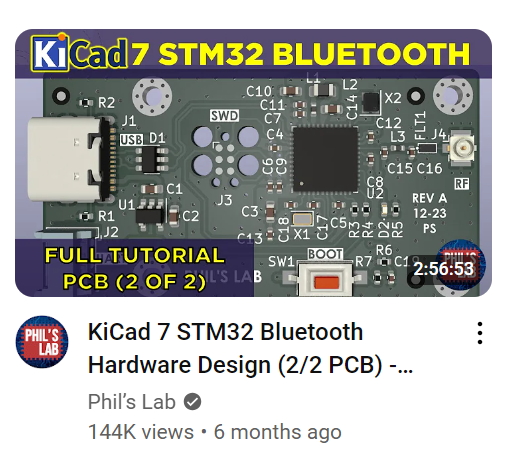 KiCad 7 STM32 BLUETOOTH
R2
J1
USB
D1
SWD
C10
C11
C7
C4
L1
L2
C14
X2
C12
L3
FLT1
J4
C15
C16
RF
C6
C9
J3
U1
C1
C2
R1
J2
C3
C18
X1
C17
C5
C13
U2
C8
R3
R4
D2
R5
REV A
12-23
PS
BOOT
SW1
R7
R6
FULL TUTORIAL
PCB (2 OF 2)
PHIL'S LAB
2:56:53
PHIL'S
LAB
KiCad 7 STM32 Bluetooth
Hardware Design (2/2 PCB) -...
Phil's Lab
144K views • 6 months ago